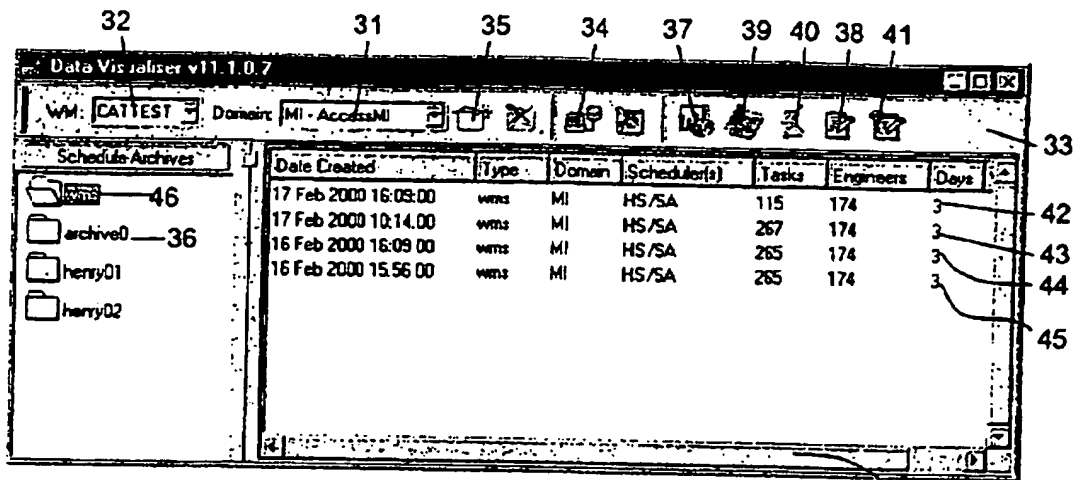 32 31 35 34 37 39 40 38 41
Data Visualiser v11.1.0.7
WM: CATTEST Domain: MI - AccessMI
33
Schedule Archives
Date Created Type Domain Scheduler(s) Tasks Engineers Days
46
17 Feb 2000 16:09:00 wms MI HS/SA 115 174 3 42
archive0 36
17 Feb 2000 10:14:00 wms MI HS/SA 267 174 3 43
henry01
16 Feb 2000 16:09 00 wms MI HS/SA 265 174 3 44
henry02
16 Feb 2000 15:56 00 wms MI HS/SA 265 174 3 45